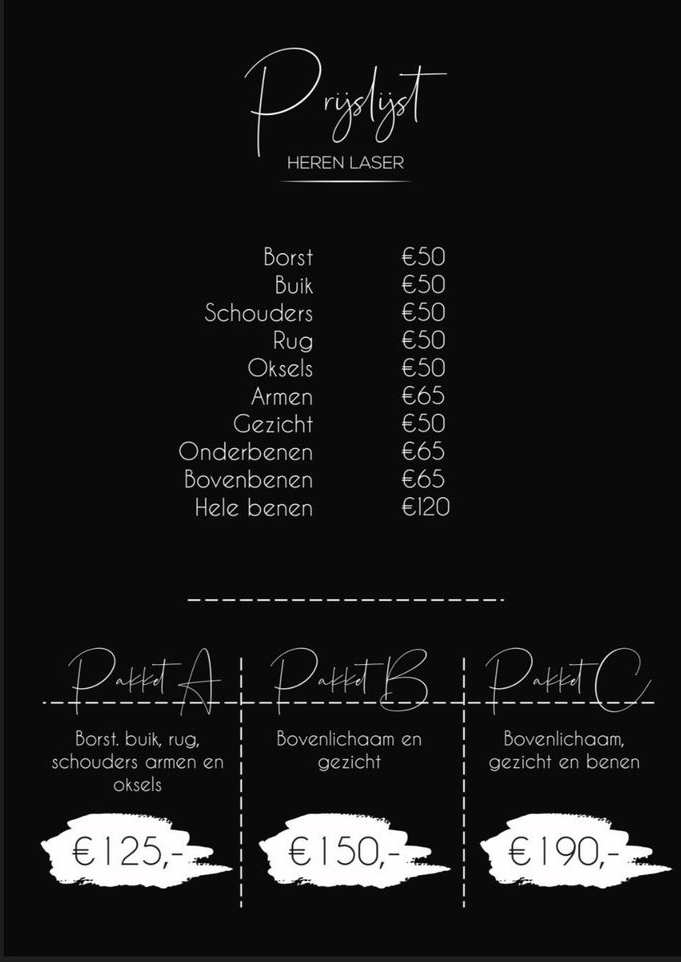 Prijslijst
HEREN LASER
Borst €50
Buik €50
Schouders €50
Rug €50
Oksels €50
Armen €65
Gezicht €50
Onderbenen €65
Bovenbenen €65
Hele benen €120
Pakket A
Borst. buik, rug,
schouders armen en
oksels
€125,-
Pakket B
Bovenlichaam en
gezicht
€150,-
Pakket C
Bovenlichaam,
gezicht en benen
€190,-